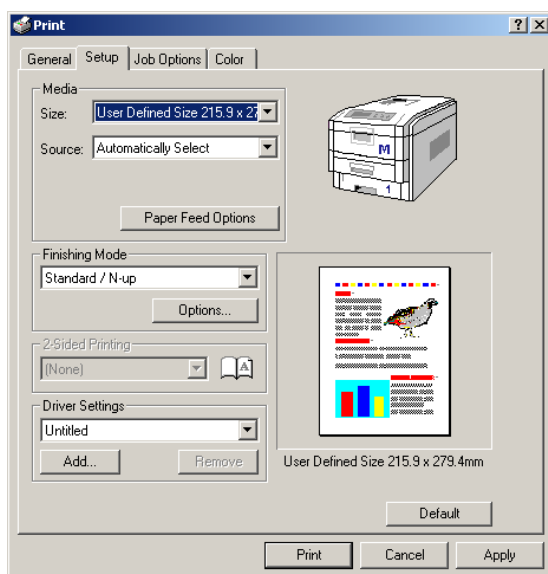 Print
General
Setup
Job Options
Color
Media
Size:
User Defined Size 215.9 x 27
Source:
Automatically Select
M
1
Paper Feed Options
Finishing Mode
Standard / N-up
Options...
2-Sided Printing
(None)
A
Driver Settings
Untitled
Add...
Remove
User Defined Size 215.9 x 279.4mm
Default
Print
Cancel
Apply